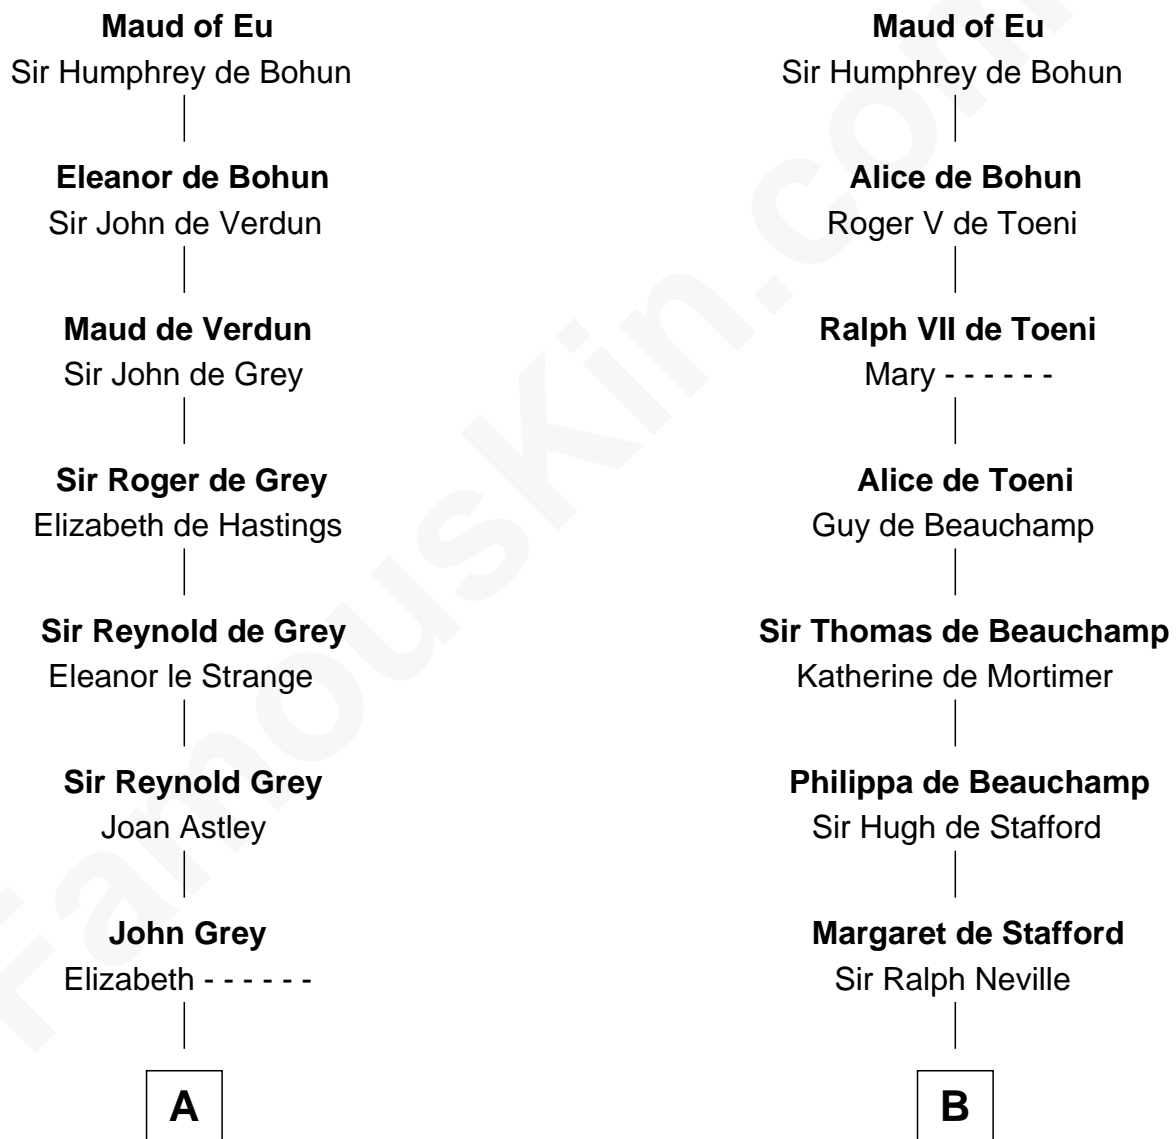 Maud of Eu
Sir Humphrey de Bohun
Eleanor de Bohun
Sir John de Verdun
Maud de Verdun
Sir John de Grey
Sir Roger de Grey
Elizabeth de Hastings
Sir Reynold de Grey
Eleanor le Strange
Sir Reynold Grey
Joan Astley
John Grey
Elizabeth - - - - - -
A
Maud of Eu
Sir Humphrey de Bohun
Alice de Bohun
Roger V de Toeni
Ralph VII de Toeni
Mary - - - - - -
Alice de Toeni
Guy de Beauchamp
Sir Thomas de Beauchamp
Katherine de Mortimer
Philippa de Beauchamp
Sir Hugh de Stafford
Margaret de Stafford
Sir Ralph Neville
B
FamousKin.com